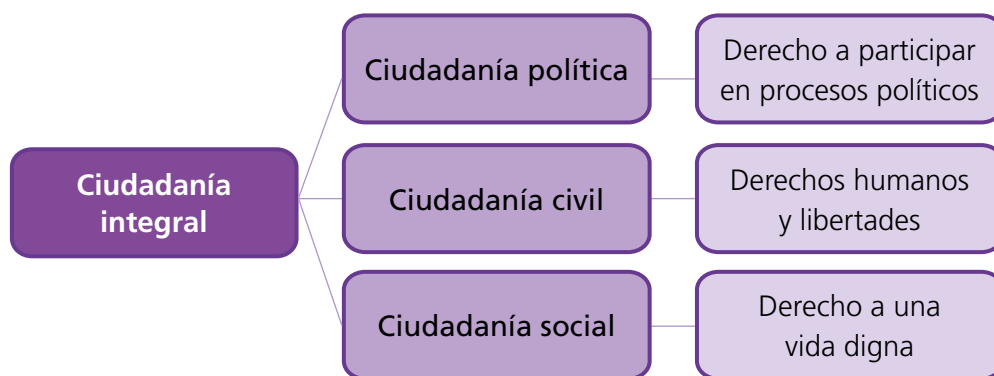 Ciudadanía
integral
Ciudadanía política
Derecho a participar
en procesos políticos
Ciudadanía civil
Derechos humanos
y libertades
Ciudadanía social
Derecho a una
vida digna